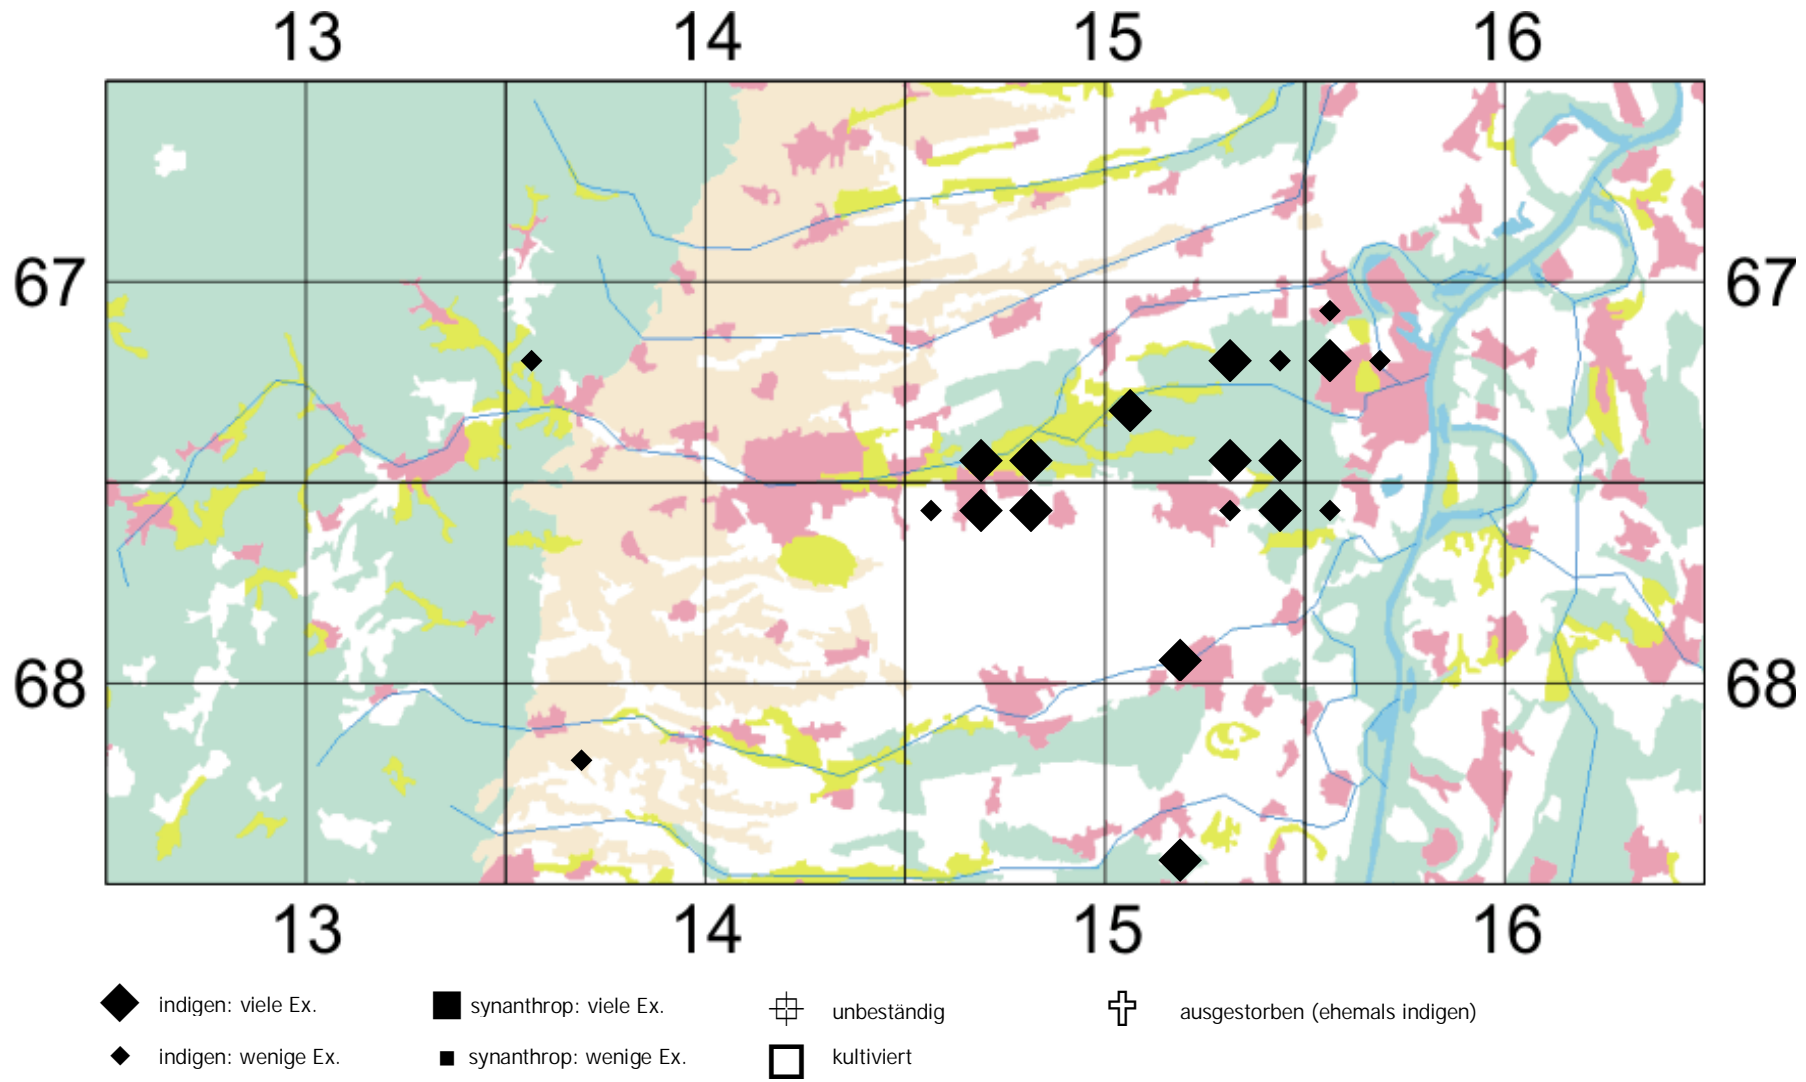 13 14 15 16
67 67
68 68
13 14 15 16
indigen: viele Ex. synanthrop: viele Ex. unbeständig ausgestorben (ehemals indigen)
indigen: wenige Ex. synanthrop: wenige Ex. kultiviert